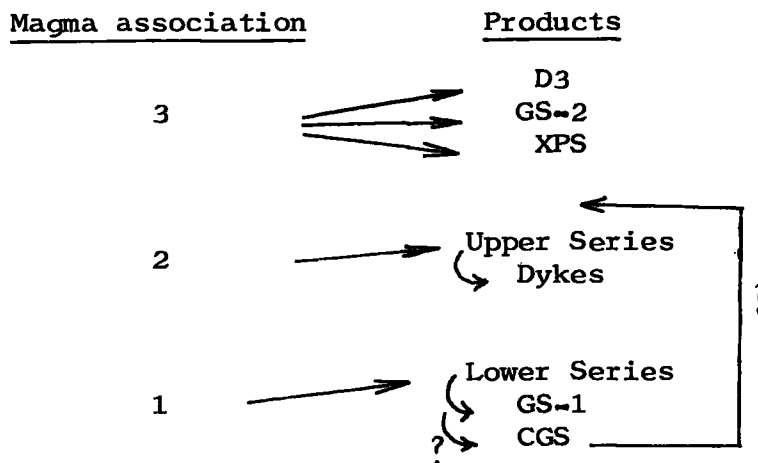 Magma association Products
D3
3 GS-2
XPS
Upper Series
2 Dykes
?
Lower Series
1 GS-1
CGS
?